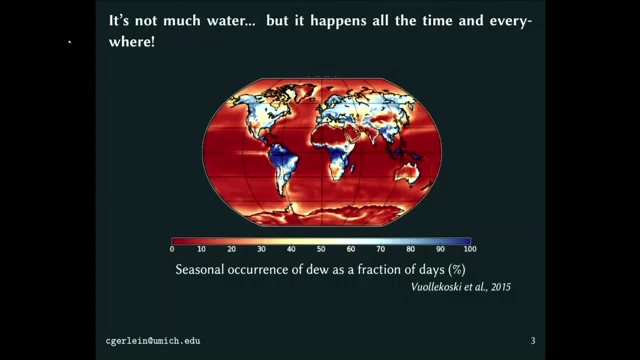 It's not much water... but it happens all the time and every-
where!
0 10 20 30 40 50 60 70 80 90 100
Seasonal occurrence of dew as a fraction of days (%)
Vuollekoski et al., 2015
cgerlein@umich.edu 3